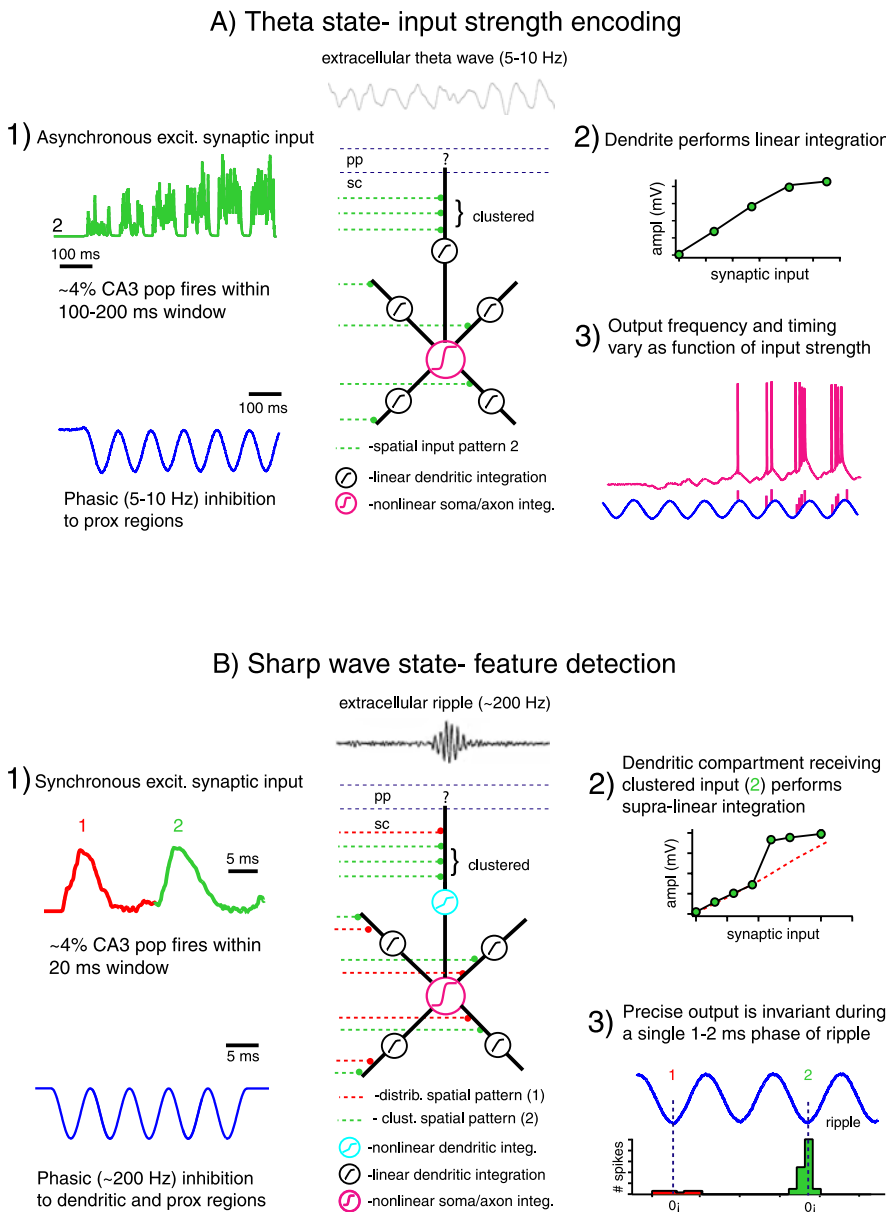 A) Theta state- input strength encoding
extracellular theta wave (5-10 Hz)
1) Asynchronous excit. synaptic input
2
100 ms
~4% CA3 pop fires within
100-200 ms window
100 ms
Phasic (5-10 Hz) inhibition
to prox regions
pp
?
sc
clustered
-spatial input pattern 2
-linear dendritic integration
-nonlinear soma/axon integ.
2) Dendrite performs linear integration
ampl (mV)
synaptic input
3) Output frequency and timing
vary as function of input strength
B) Sharp wave state- feature detection
extracellular ripple (~200 Hz)
1) Synchronous excit. synaptic input
1
2
5 ms
~4% CA3 pop fires within
20 ms window
5 ms
Phasic (~200 Hz) inhibition
to dendritic and prox regions
pp
?
sc
clustered
-distrib. spatial pattern (1)
- clust. spatial pattern (2)
-nonlinear dendritic integ.
-linear dendritic integration
-nonlinear soma/axon integ.
2) Dendritic compartment receiving
clustered input (2) performs
supra-linear integration
ampl (mV)
synaptic input
3) Precise output is invariant during
a single 1-2 ms phase of ripple
1
2
ripple
# spikes
0i
0i